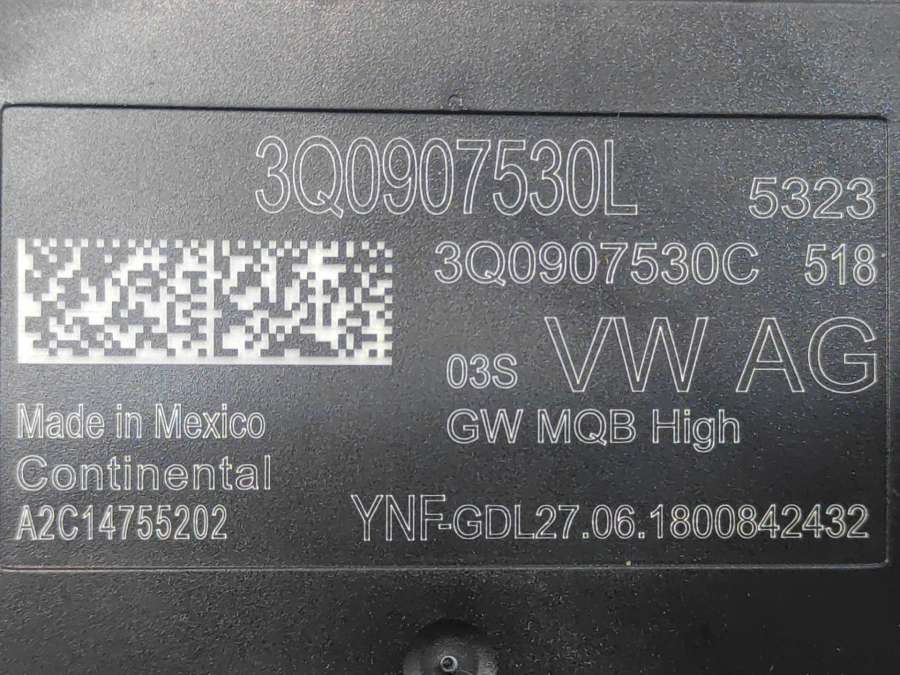 3Q0907530L 5323
3Q0907530C 518
03S VW AG
Made in Mexico GW MQB High
Continental
A2C14755202 YNF-GDL27.06.1800842432